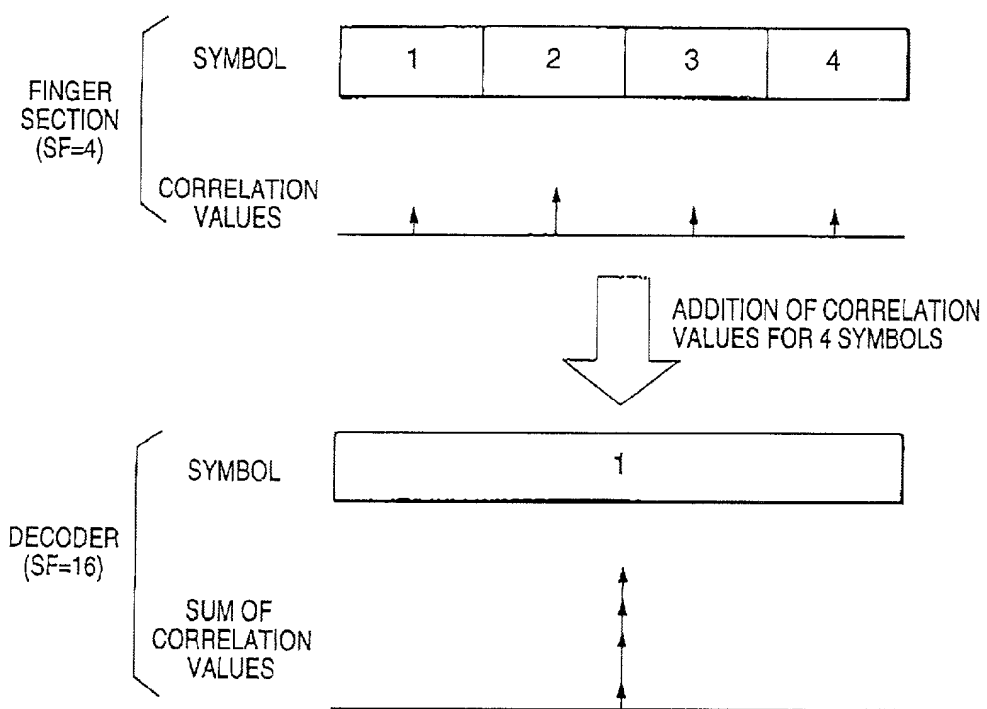 SYMBOL
1 2 3 4
FINGER
SECTION
(SF=4)
CORRELATION
VALUES
ADDITION OF CORRELATION
VALUES FOR 4 SYMBOLS
SYMBOL
1
DECODER
(SF=16)
SUM OF
CORRELATION
VALUES